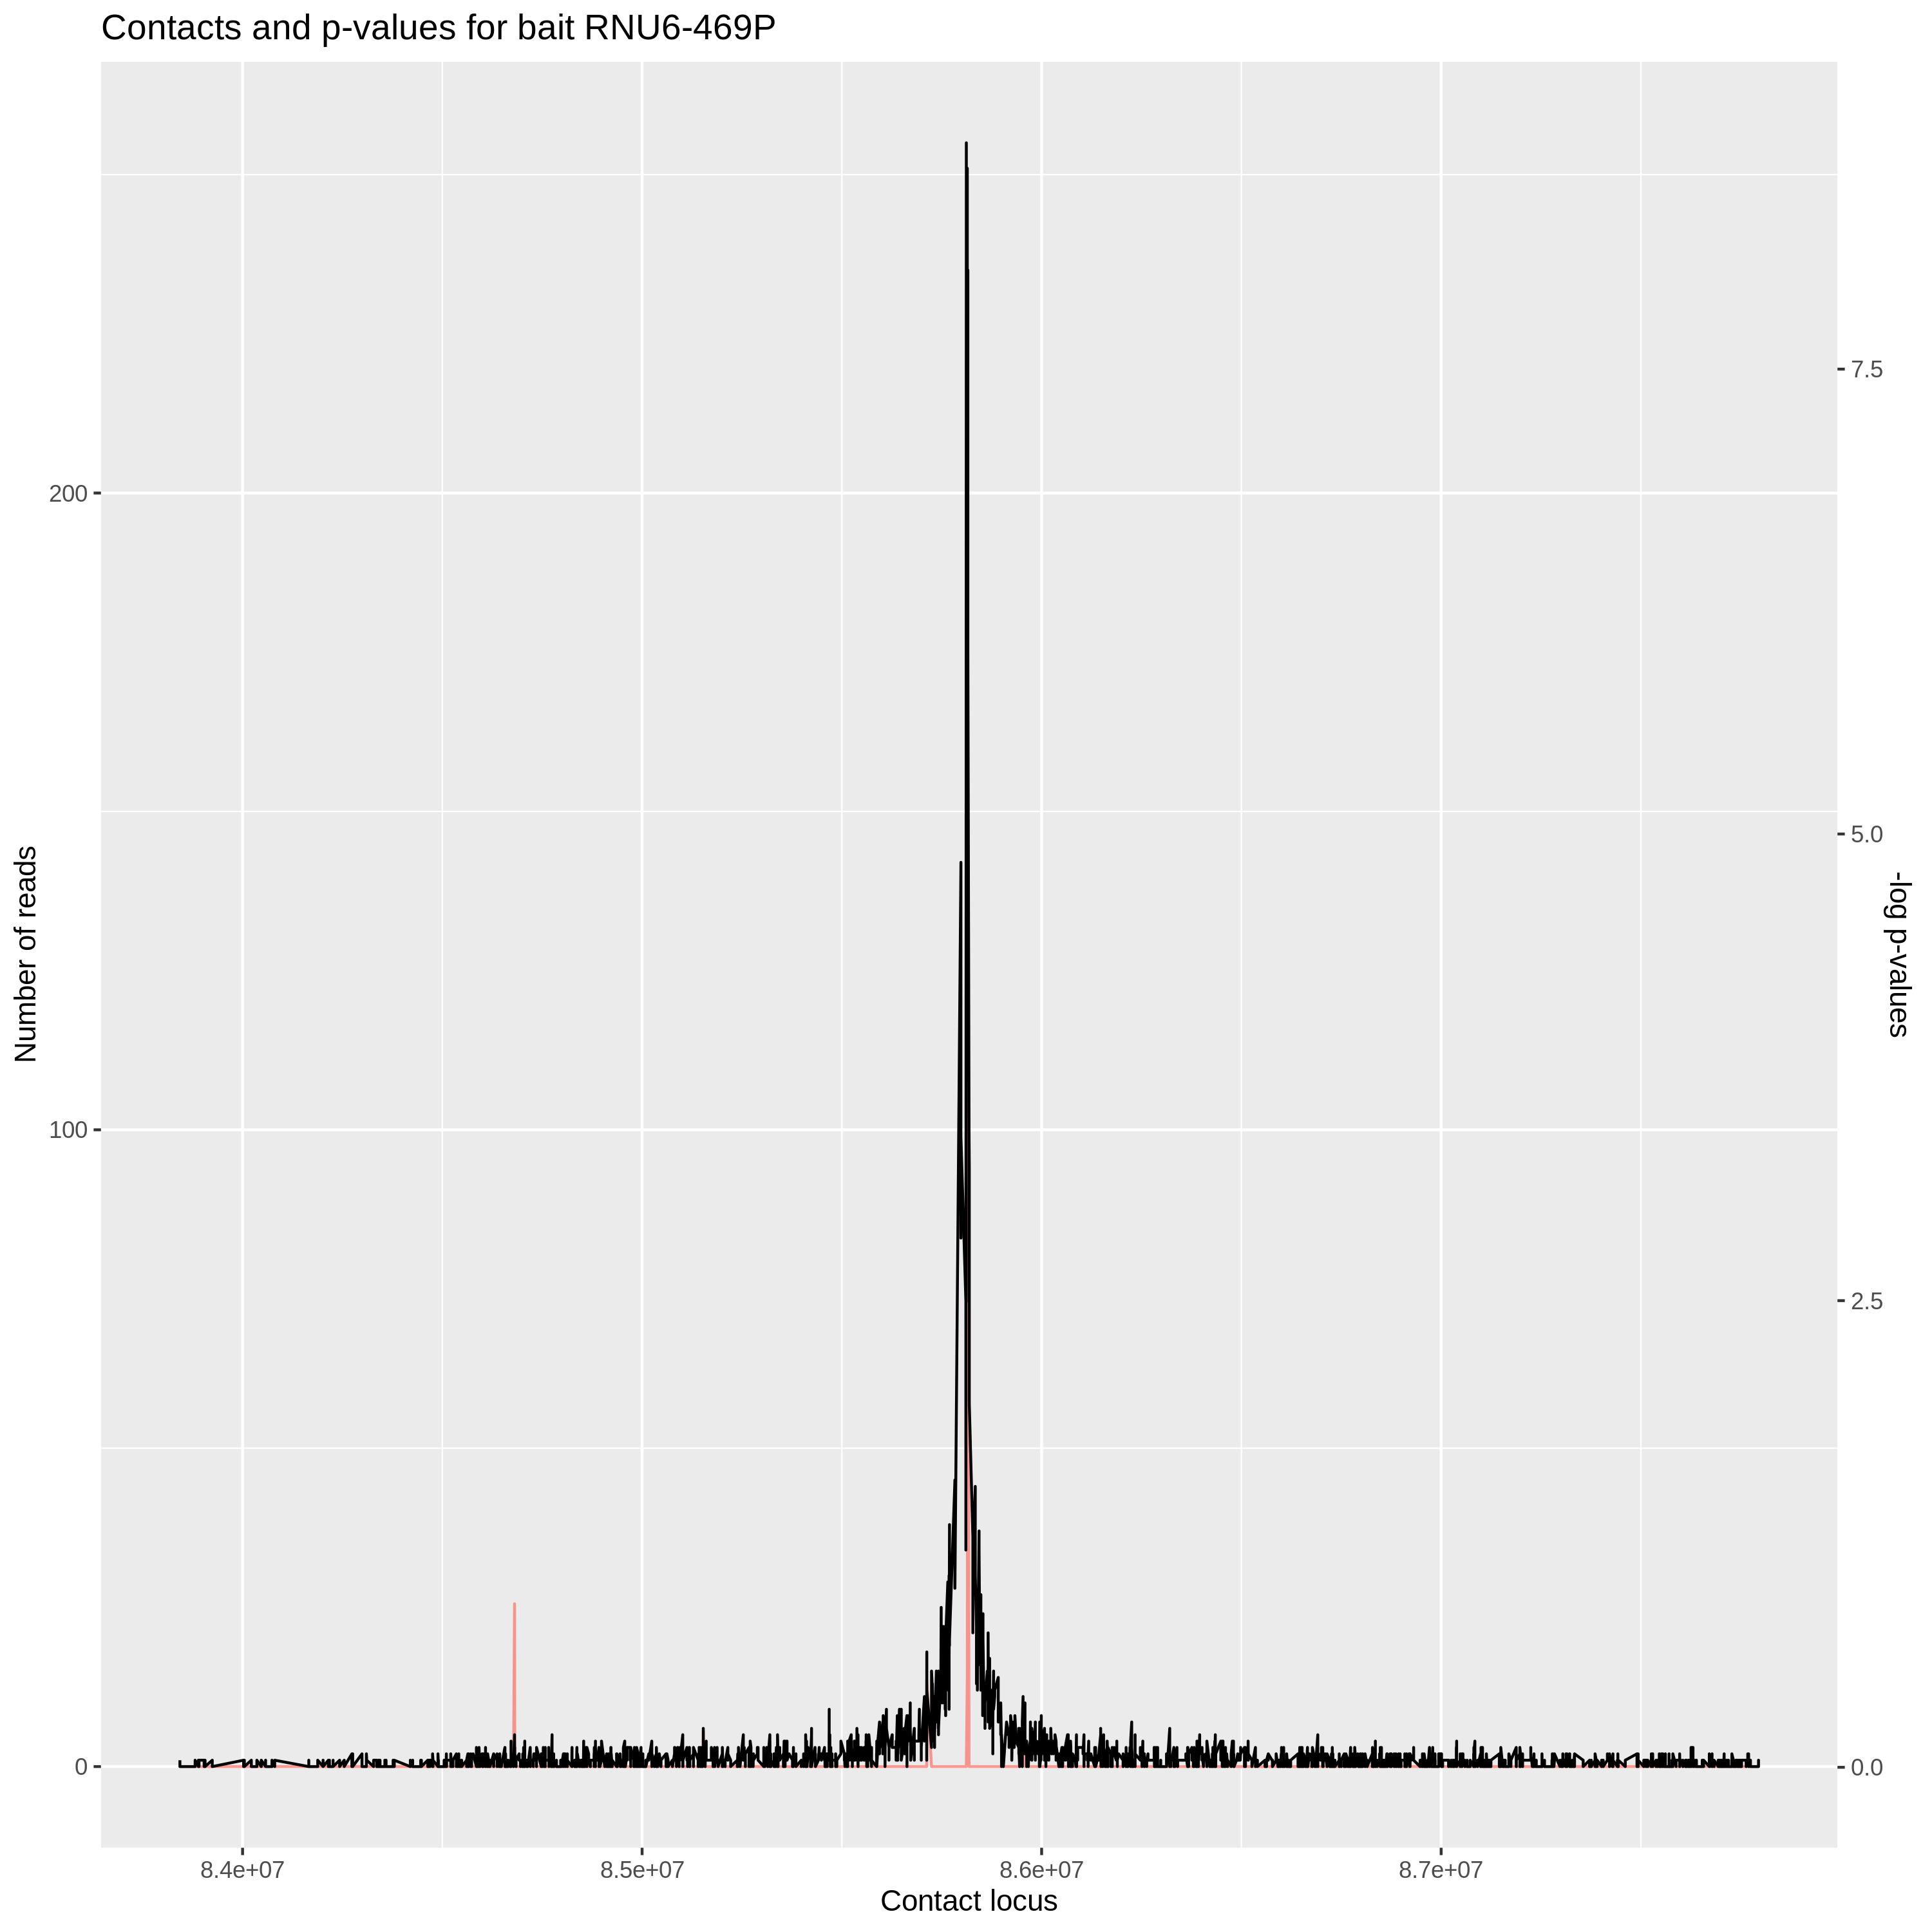 Contacts and p-values for bait RNU6-469P
Number of reads
200
100
0
7.5
5.0
2.5
0.0
-log p-values
8.4e+07
8.5e+07
8.6e+07
8.7e+07
Contact locus